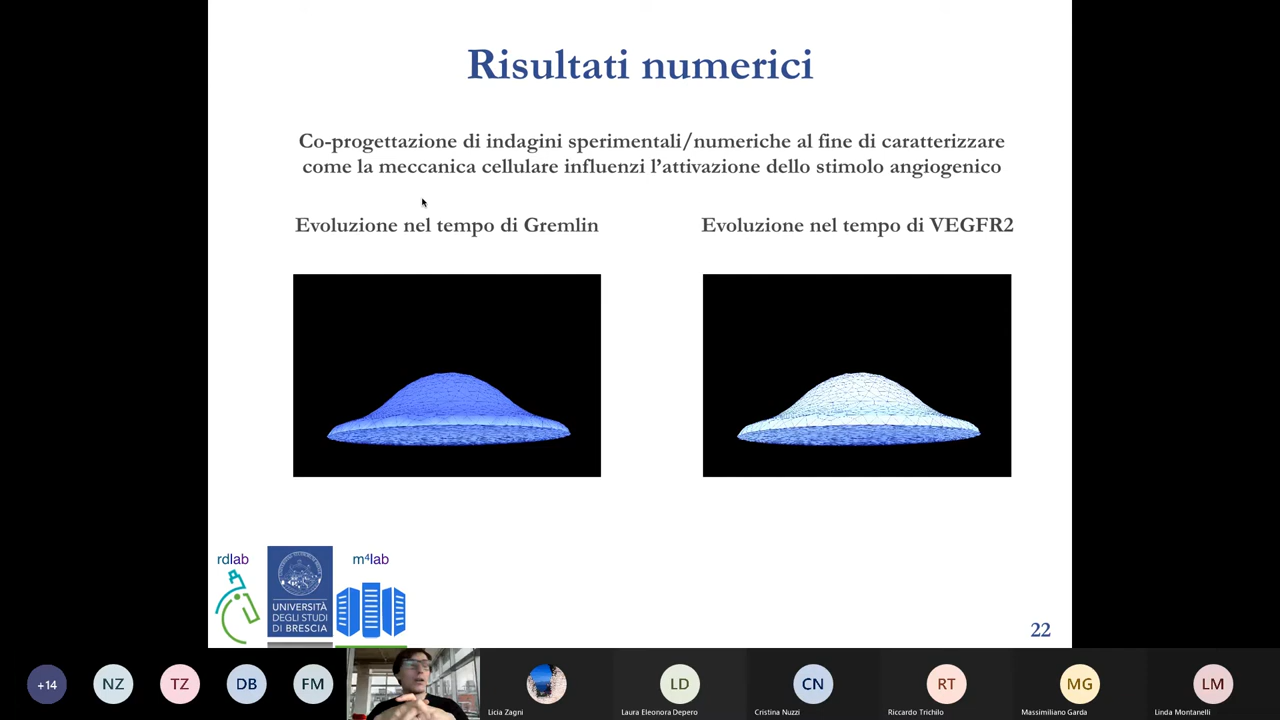 Risultati numerici
Co-progettazione di indagini sperimentali/numeriche al fine di caratterizzare
come la meccanica cellulare influenzi l’attivazione dello stimolo angiogenico
Evoluzione nel tempo di Gremlin
Evoluzione nel tempo di VEGFR2
rdlab
UNIVERSITÀ
DEGLI STUDI
DI BRESCIA
m⁴lab
22
+14
NZ
TZ
DB
FM
Licia Zagni
LD
Laura Eleonora Depero
CN
Cristina Nuzzi
RT
Riccardo Trichilo
MG
Massimiliano Garda
LM
Linda Montanelli